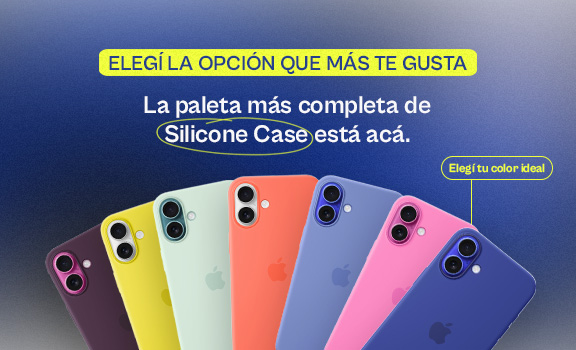 ELEGÍ LA OPCIÓN QUE MÁS TE GUSTA
La paleta más completa de
Silicone Case está acá.
Elegí tu color ideal